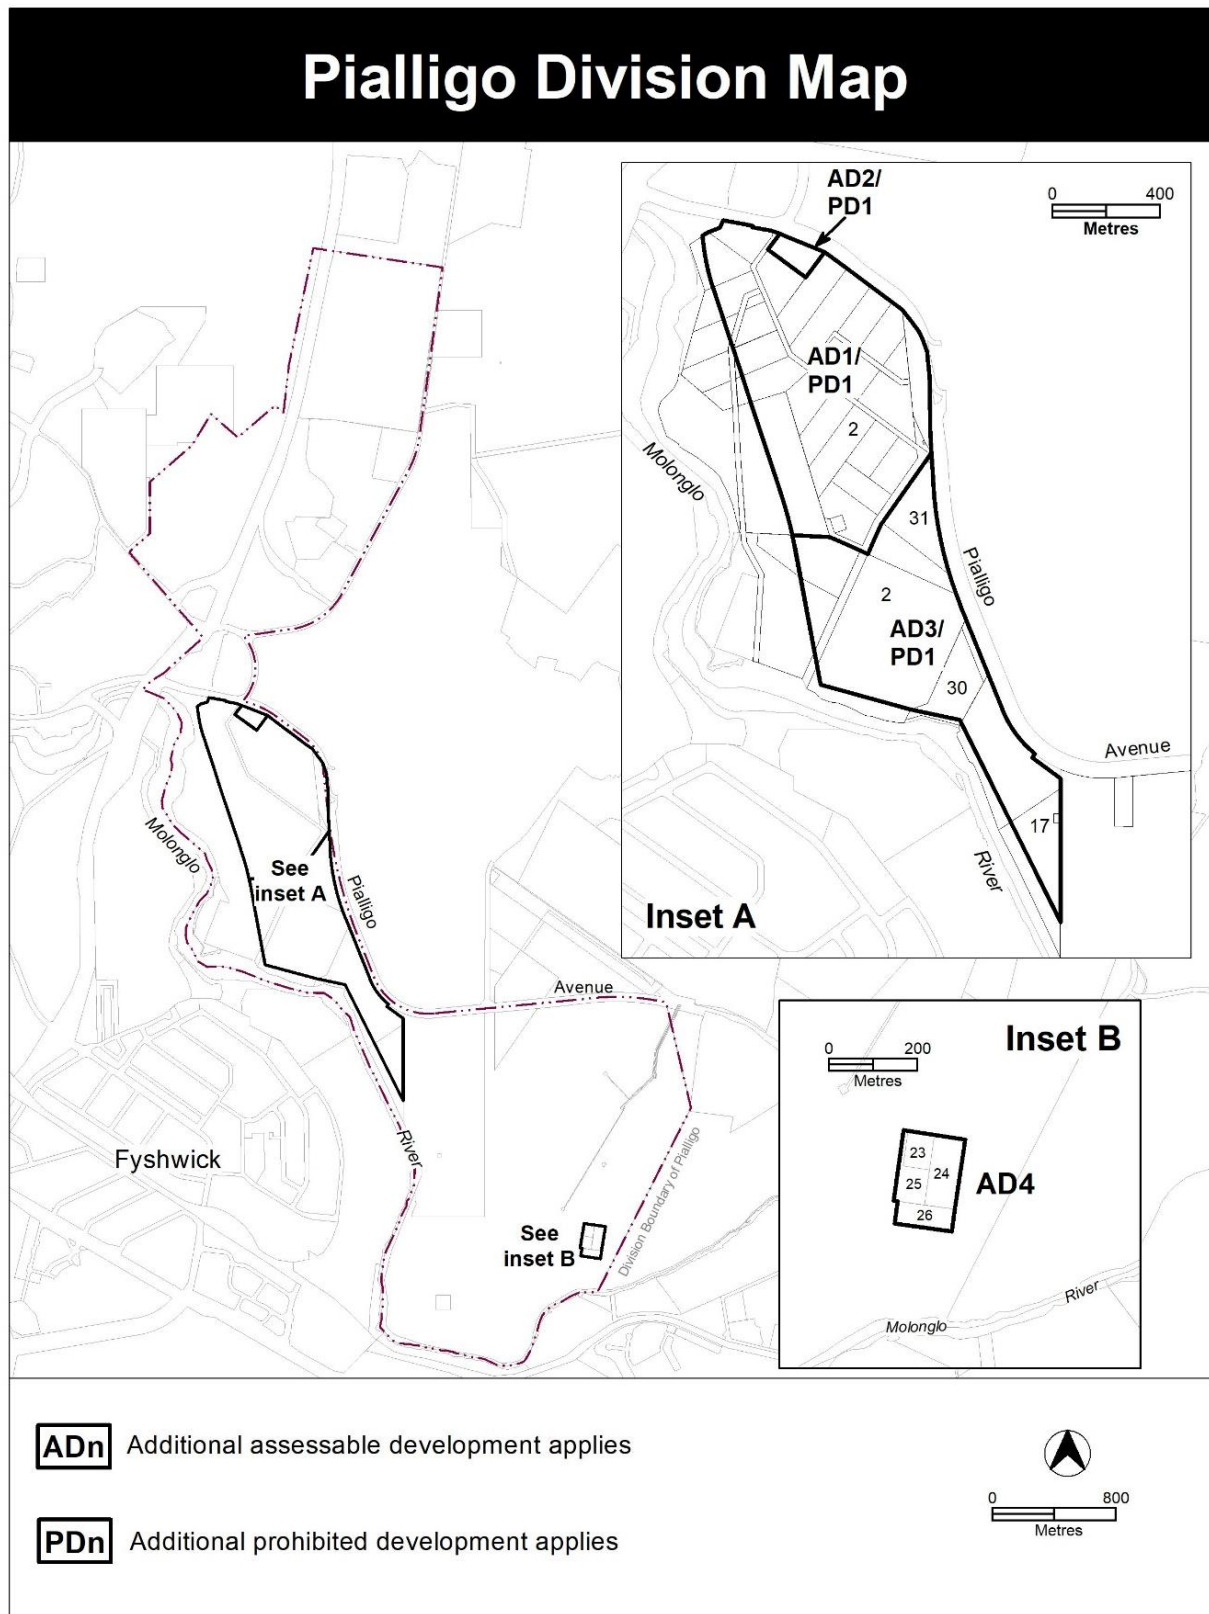 Pialligo Division Map
AD2/
PD1
0 400
Metres
AD1/
PD1
2
Molonglo
31
Pialligo
2
AD3/
PD1
30
Avenue
17
River
Inset A
Molonglo
See
inset A
Pialligo
Avenue
Fyshwick
River
See
inset B
Division Boundary of Pialligo
Inset B
0 200
Metres
23
24
25
26
AD4
River
Molonglo
ADn Additional assessable development applies
PDn Additional prohibited development applies
0 800
Metres